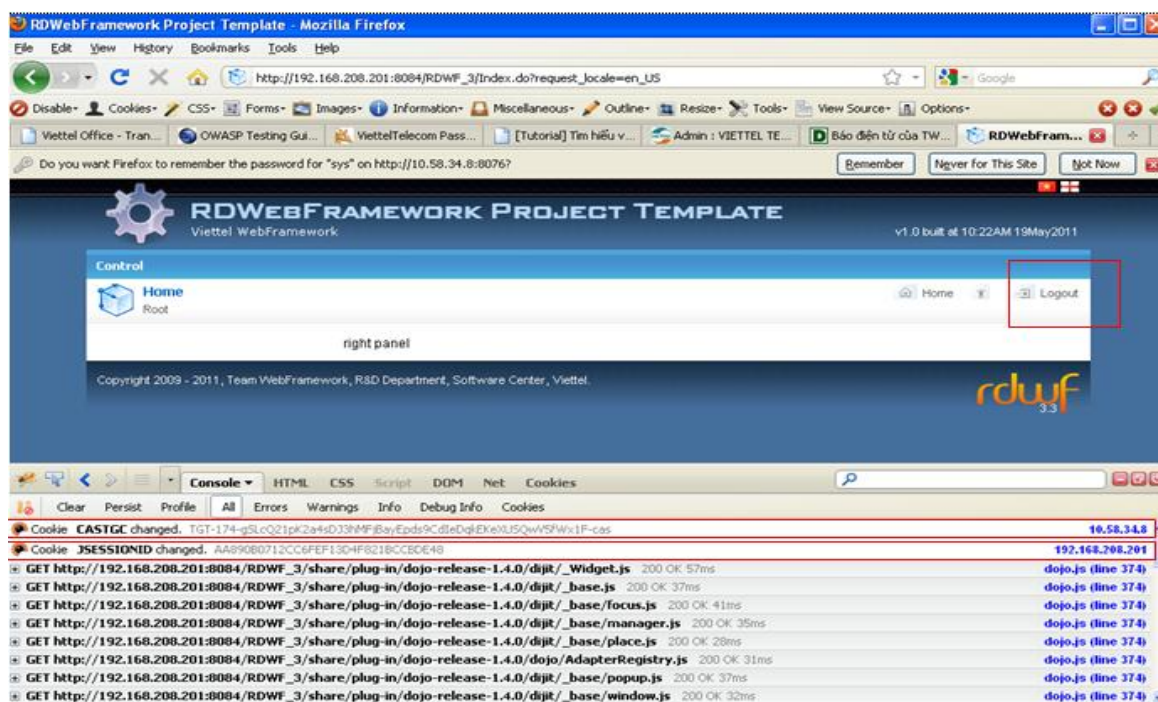 RDWebFramework Project Template - Mozilla Firefox
File Edit View History Bookmarks Tools Help
http://192.168.208.201:8084/RDWF_3/Index.do?request_locale=en_US Google
Disable- Cookies- CSS- Forms- Images- Information- Miscellaneous- Outline- Resize- Tools- View Source- Options-
Viettel Office - Tran... OWASP Testing Gui... ViettelTelecom Pass... [Tutorial] Tìm hiểu v... Admin : VIETTEL TE... Báo điện tử của TW... RDWebFram...
Do you want Firefox to remember the password for "sys" on http://10.58.34.8:8076? Remember Never for This Site Not Now
RDWebFramework Project Template
Viettel WebFramework v1.0 built at 10:22AM 19May2011
Control
Home Home Logout
Root
right panel
Copyright 2009 - 2011, Team WebFramework, R&D Department, Software Center, Viettel.
rdwf
3.3
Console HTML CSS Script DOM Net Cookies
Clear Persist Profile All Errors Warnings Info Debug Info Cookies
Cookie CASTGC changed. 10.58.34.8
Cookie JSESSIONID changed. AA890B0712CC6FEF13D4F821BCCBDE48 192.168.208.201
GET http://192.168.208.201:8084/RDWF_3/share/plug-in/dojo-release-1.4.0/dijit/_Widget.js 200 OK 57ms dojo.js (line 374)
GET http://192.168.208.201:8084/RDWF_3/share/plug-in/dojo-release-1.4.0/dijit/_base.js 200 OK 37ms dojo.js (line 374)
GET http://192.168.208.201:8084/RDWF_3/share/plug-in/dojo-release-1.4.0/dijit/_base/focus.js 200 OK 41ms dojo.js (line 374)
GET http://192.168.208.201:8084/RDWF_3/share/plug-in/dojo-release-1.4.0/dijit/_base/manager.js 200 OK 35ms dojo.js (line 374)
GET http://192.168.208.201:8084/RDWF_3/share/plug-in/dojo-release-1.4.0/dijit/_base/place.js 200 OK 28ms dojo.js (line 374)
GET http://192.168.208.201:8084/RDWF_3/share/plug-in/dojo-release-1.4.0/dojo/AdapterRegistry.js 200 OK 31ms dojo.js (line 374)
GET http://192.168.208.201:8084/RDWF_3/share/plug-in/dojo-release-1.4.0/dijit/_base/popup.js 200 OK 37ms dojo.js (line 374)
GET http://192.168.208.201:8084/RDWF_3/share/plug-in/dojo-release-1.4.0/dijit/_base/window.js 200 OK 32ms dojo.js (line 374)